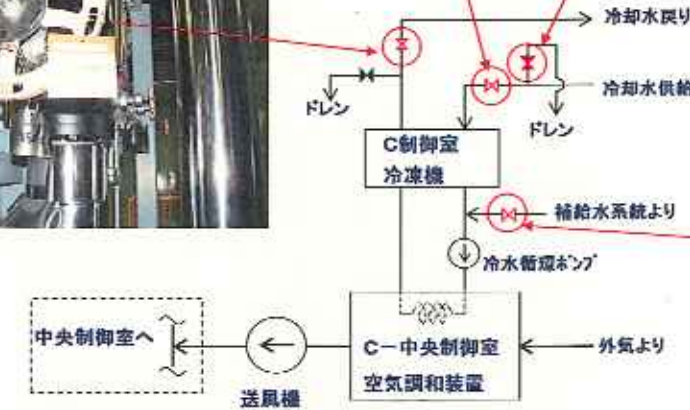 冷却水戻り
冷却水供給
ドレン
ドレン
C制御室
冷凍機
補給水系統より
冷水循環ポンプ
中央制御室へ
C－中央制御室
空気調和装置
外気より
送風機